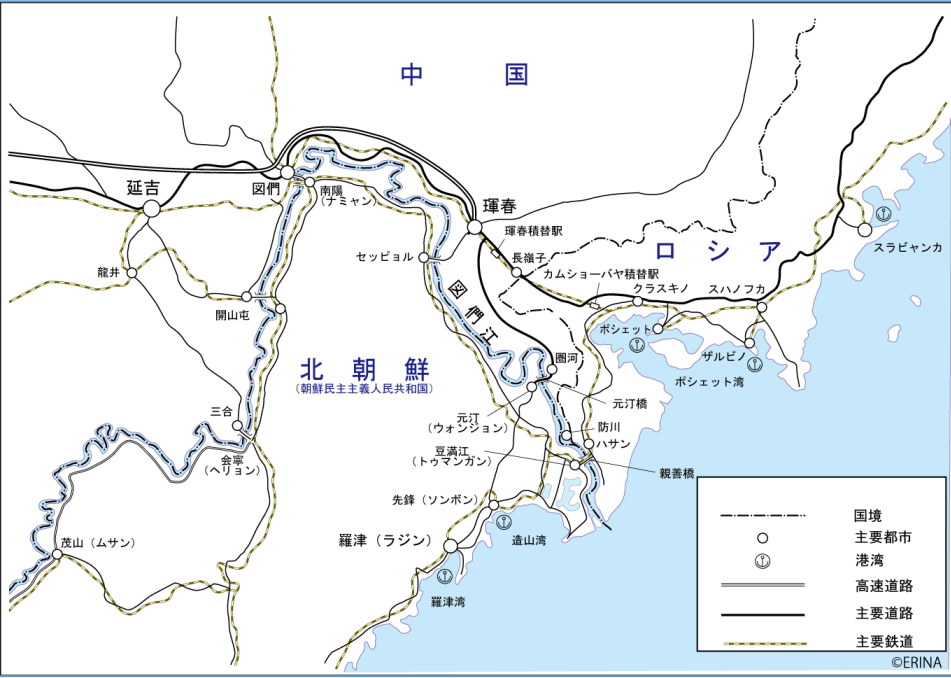 中国
延吉
図們
南陽
（ナミャン）
琿春
琿春積替駅
セッピョル
長嶺子
カムショーバヤ積替駅
ロシア
スラビャンカ
龍井
クラスキノ
スハノフカ
開山屯
図們江
ポシェット
ザルビノ
ポシェット湾
北朝鮮
（朝鮮民主主義人民共和国）
圏河
元汀橋
三合
元汀
（ウォンジョン）
防川
ハサン
会寧
（ヘリョン）
豆満江
（トゥマンガン）
親善橋
先鋒（ソンボン）
造山湾
羅津（ラジン）
茂山（ムサン）
羅津湾
国境
主要都市
港湾
高速道路
主要道路
主要鉄道
©ERINA